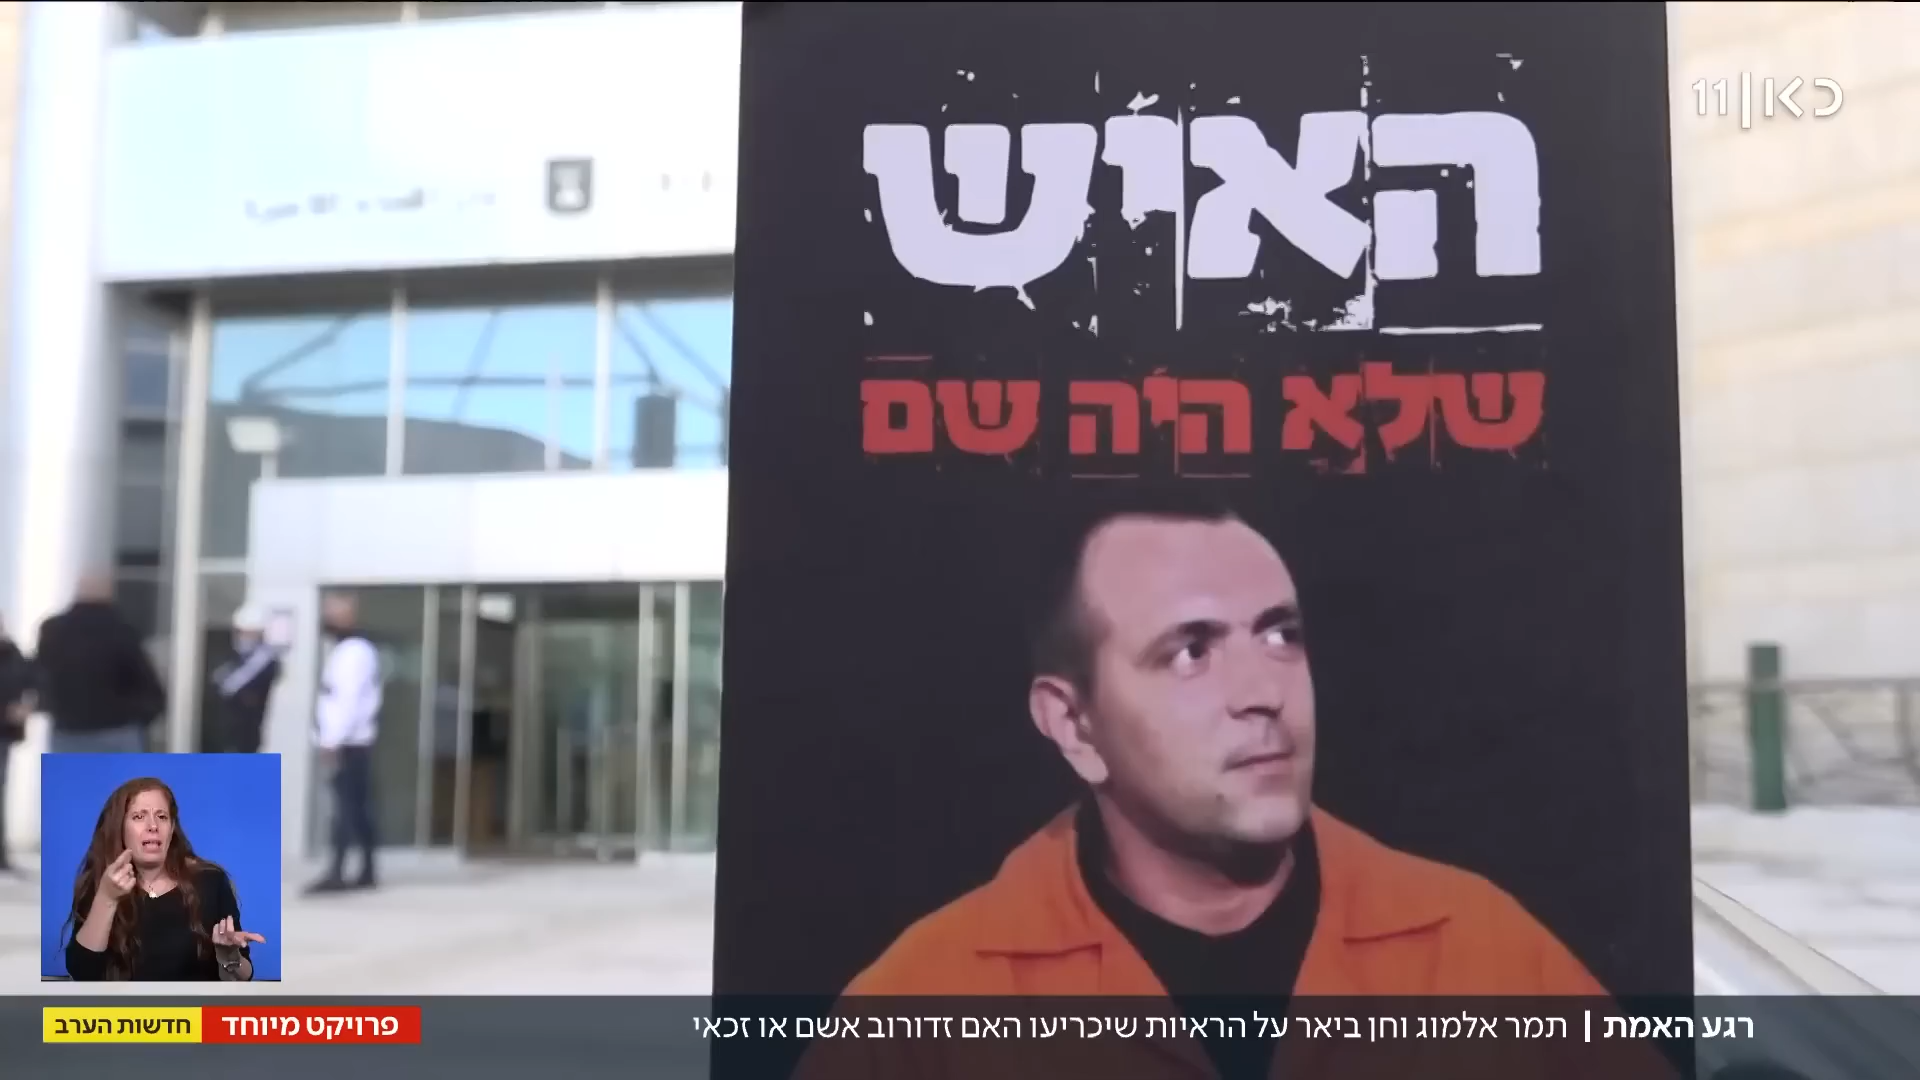 כאן 11
האיש
שלא היה שם
רגע האמת | תמר אלמוג וחן ביאר על הראיות שיכריעו האם זדורוב אשם או זכאי
פרויקט מיוחד
חדשות הערב